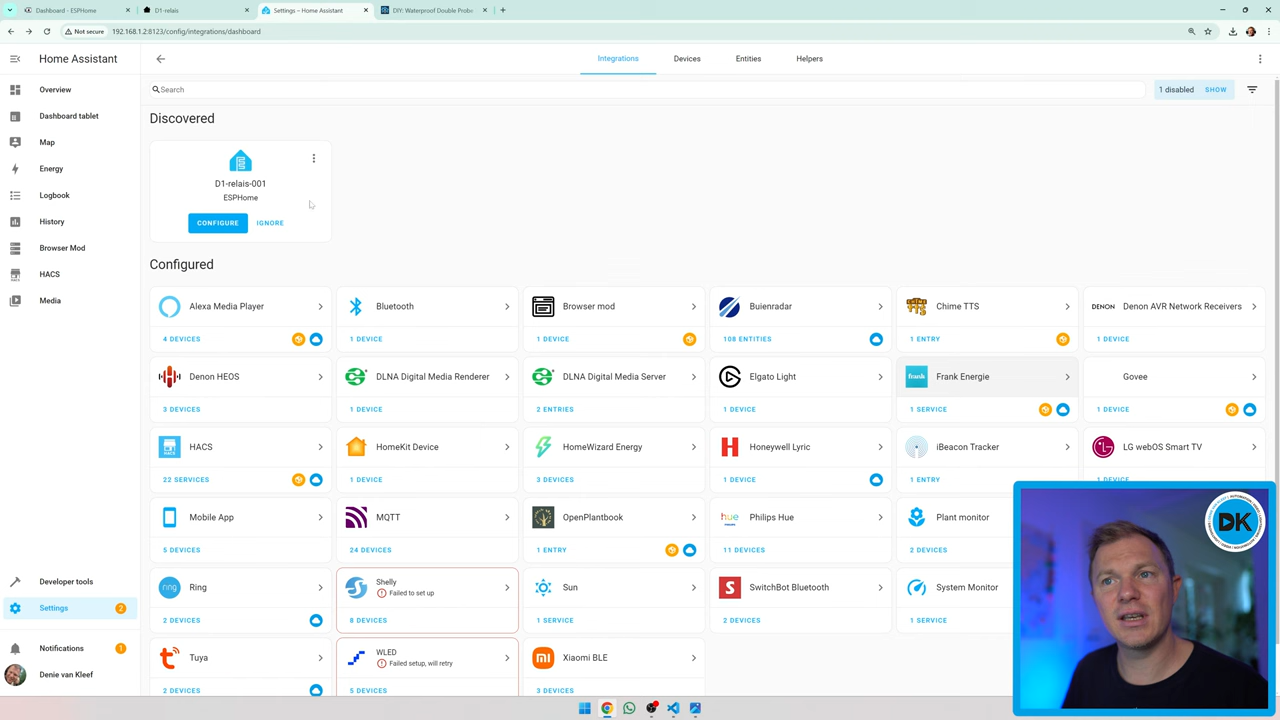 Dashboard - ESPHome
D1-relais
Settings – Home Assistant
DIY: Waterproof Double Probe
Not secure
192.168.1.2:8123/config/integrations/dashboard
Home Assistant
Integrations
Devices
Entities
Helpers
Overview
Dashboard tablet
Map
Energy
Logbook
History
Browser Mod
HACS
Media
Developer tools
Settings
2
Notifications
1
Denie van Kleef
Search
1 disabled
SHOW
Discovered
D1-relais-001
ESPHome
CONFIGURE
IGNORE
Configured
Alexa Media Player
4 DEVICES
Bluetooth
1 DEVICE
Browser mod
1 DEVICE
Buienradar
108 ENTITIES
Chime TTS
1 ENTRY
DENON
Denon AVR Network Receivers
1 DEVICE
Denon HEOS
3 DEVICES
DLNA Digital Media Renderer
1 DEVICE
DLNA Digital Media Server
2 ENTRIES
Elgato Light
1 DEVICE
frank
Frank Energie
1 SERVICE
Govee
1 DEVICE
HACS
22 SERVICES
HomeKit Device
1 DEVICE
HomeWizard Energy
3 DEVICES
Honeywell Lyric
1 DEVICE
iBeacon Tracker
1 ENTRY
LG webOS Smart TV
1 DEVICE
Mobile App
5 DEVICES
MQTT
24 DEVICES
OpenPlantbook
1 ENTRY
hue
Philips Hue
11 DEVICES
Plant monitor
2 DEVICES
ring
Ring
2 DEVICES
Shelly
Failed to set up
8 DEVICES
Sun
1 SERVICE
SwitchBot Bluetooth
2 DEVICES
System Monitor
1 SERVICE
Tuya
2 DEVICES
WLED
Failed setup, will retry
5 DEVICES
Xiaomi BLE
3 DEVICES
DK